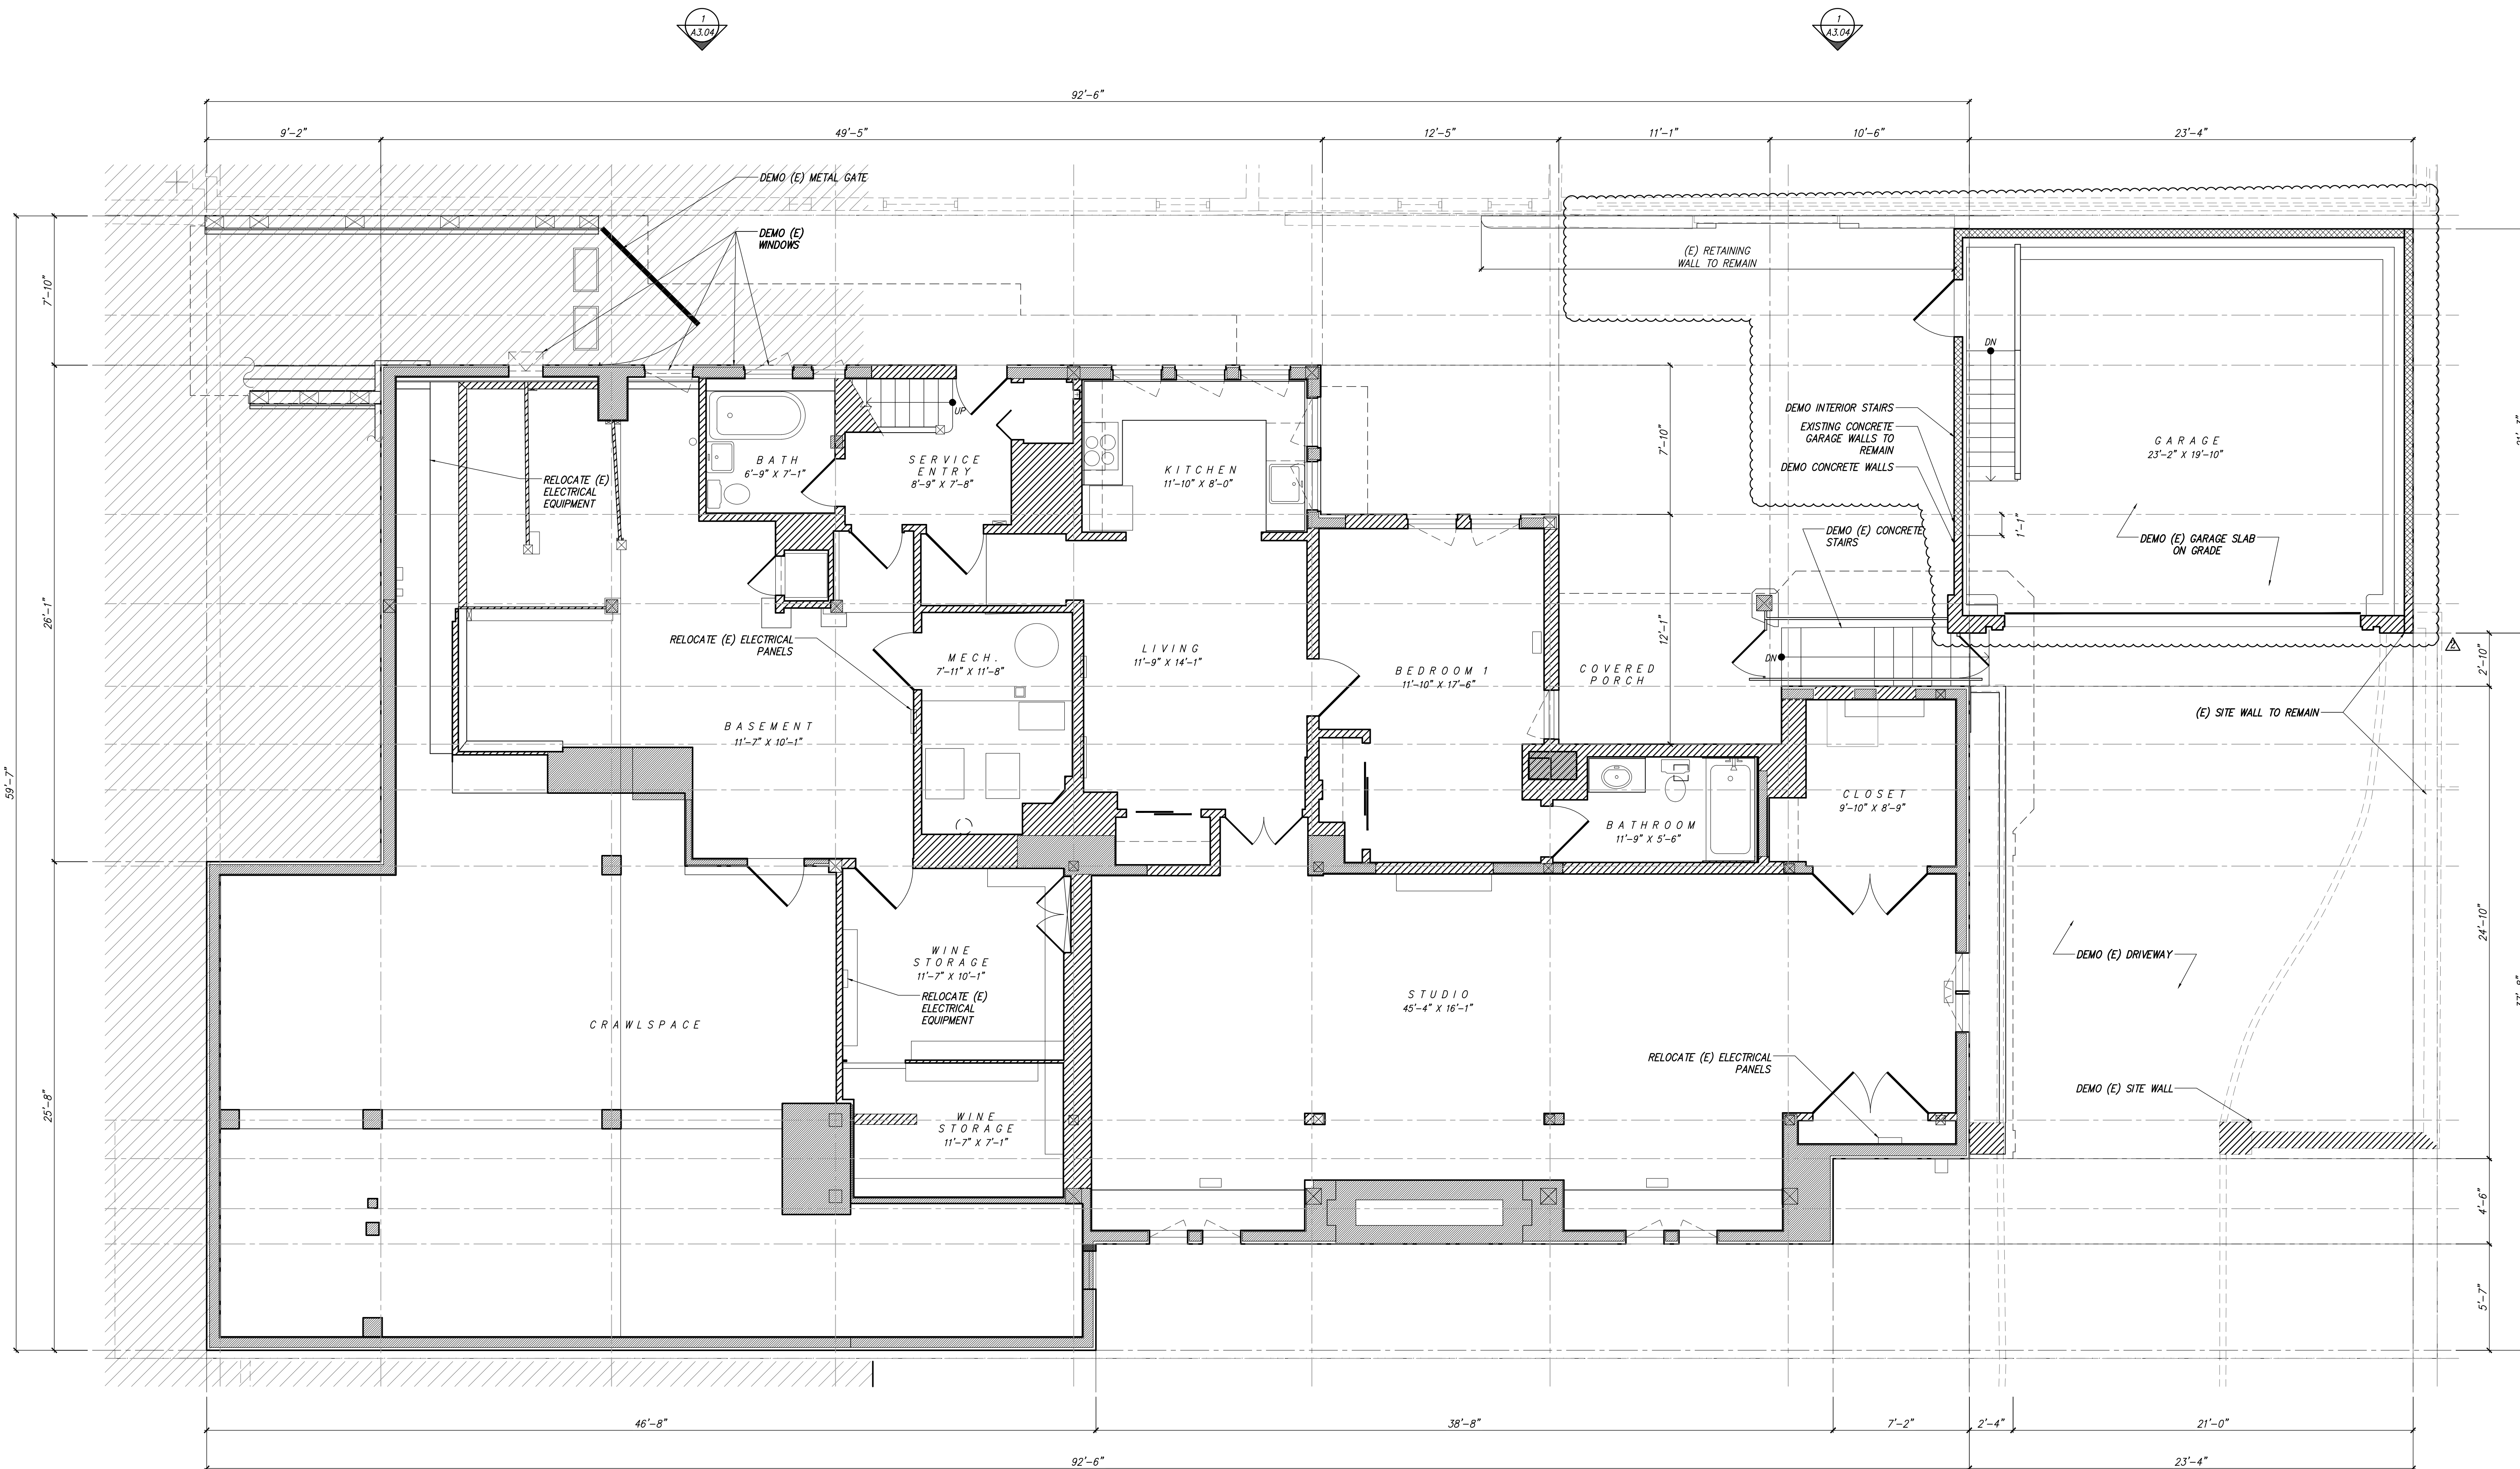 1
A3.04
1
A3.04
92'-6"
9'-2"
49'-5"
12'-5"
11'-1"
10'-6"
23'-4"
DEMO (E) METAL GATE
DEMO (E)
WINDOWS
(E) RETAINING
WALL TO REMAIN
7'-10"
DN
UP
DEMO INTERIOR STAIRS
EXISTING CONCRETE
GARAGE WALLS TO
REMAIN
DEMO CONCRETE WALLS
GARAGE
23'-2" X 19'-10"
7'-10"
BATH
6'-9" X 7'-1"
SERVICE
ENTRY
8'-9" X 7'-8"
KITCHEN
11'-10" X 8'-0"
RELOCATE (E)
ELECTRICAL
EQUIPMENT
DEMO (E) CONCRETE
STAIRS
1'-1"
DEMO (E) GARAGE SLAB
ON GRADE
26'-1"
12'-1"
RELOCATE (E) ELECTRICAL
PANELS
MECH.
7'-11" X 11'-8"
LIVING
11'-9" X 14'-1"
BEDROOM 1
11'-10" X 17'-6"
COVERED
PORCH
DN
2'-10"
(E) SITE WALL TO REMAIN
BASEMENT
11'-7" X 10'-1"
59'-7"
CLOSET
9'-10" X 8'-9"
BATHROOM
11'-9" X 5'-6"
24'-10"
DEMO (E) DRIVEWAY
WINE
STORAGE
11'-7" X 10'-1"
RELOCATE (E)
ELECTRICAL
EQUIPMENT
STUDIO
45'-4" X 16'-1"
CRAWLSPACE
RELOCATE (E) ELECTRICAL
PANELS
DEMO (E) SITE WALL
25'-8"
WINE
STORAGE
11'-7" X 7'-1"
4'-6"
5'-7"
46'-8"
38'-8"
7'-2"
2'-4"
21'-0"
92'-6"
23'-4"